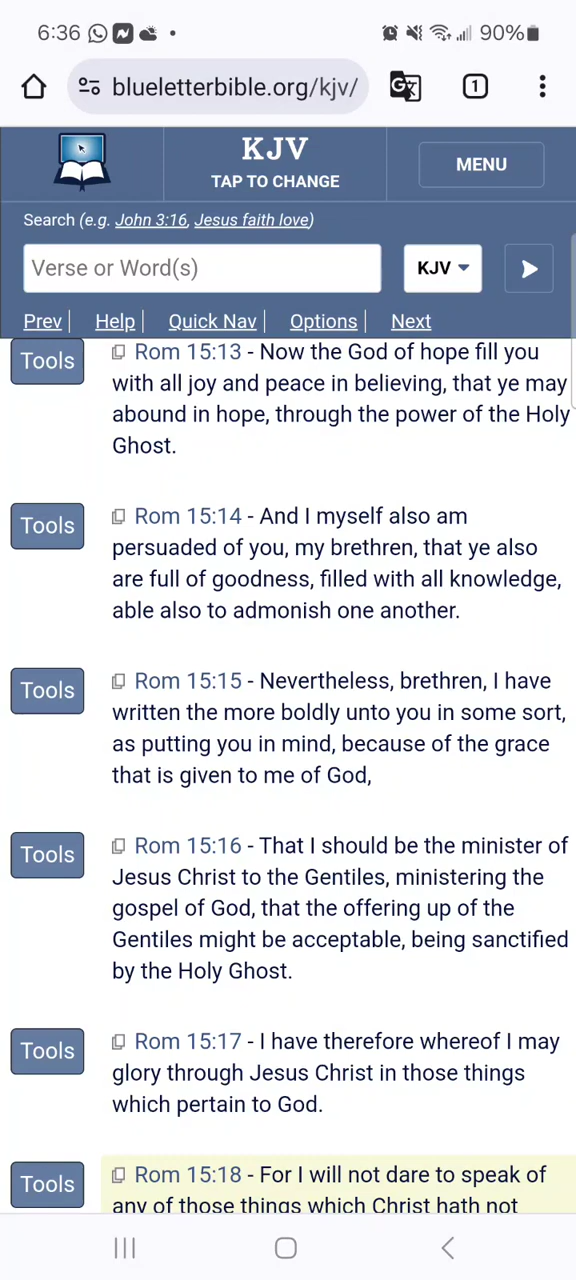 6:36
90%
blueletterbible.org/kjv/
1
KJV
TAP TO CHANGE
MENU
Search (e.g. John 3:16, Jesus faith love)
Verse or Word(s)
KJV
Prev| Help| Quick Nav| Options| Next
Tools
Rom 15:13 - Now the God of hope fill you
with all joy and peace in believing, that ye may
abound in hope, through the power of the Holy
Ghost.
Tools
Rom 15:14 - And I myself also am
persuaded of you, my brethren, that ye also
are full of goodness, filled with all knowledge,
able also to admonish one another.
Tools
Rom 15:15 - Nevertheless, brethren, I have
written the more boldly unto you in some sort,
as putting you in mind, because of the grace
that is given to me of God,
Tools
Rom 15:16 - That I should be the minister of
Jesus Christ to the Gentiles, ministering the
gospel of God, that the offering up of the
Gentiles might be acceptable, being sanctified
by the Holy Ghost.
Tools
Rom 15:17 - I have therefore whereof I may
glory through Jesus Christ in those things
which pertain to God.
Tools
Rom 15:18 - For I will not dare to speak of
any of those things which Christ hath not